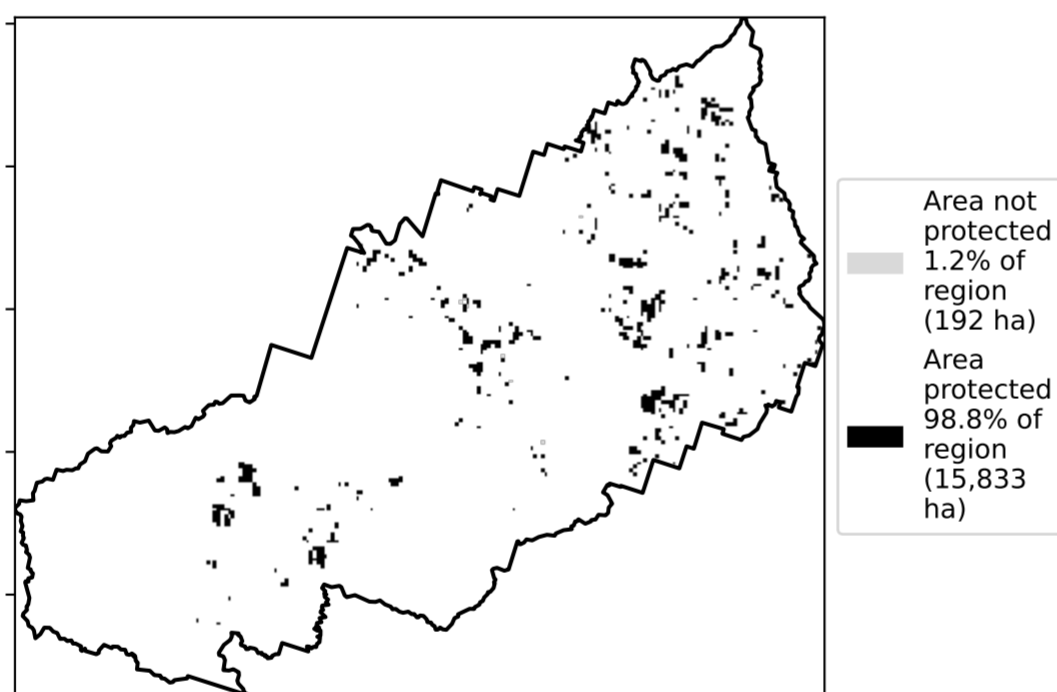 Area not
protected
1.2% of
region
(192 ha)
Area
protected
98.8% of
region
(15,833
ha)